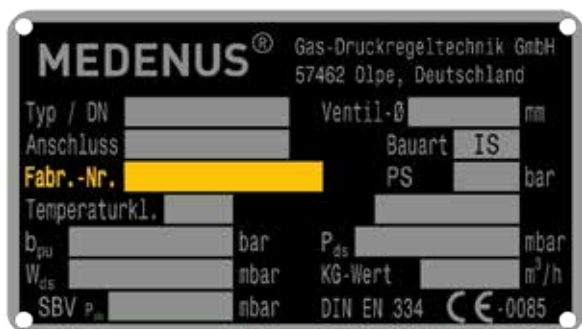 MEDENUS® Gas-Druckregeltechnik GmbH
57462 Olpe, Deutschland
Typ / DN Ventil-Ø mm
Anschluss Bauart IS
Fabr.-Nr. PS bar
Temperaturkl.
bpu bar Pds mbar
Wds mbar KG-Wert m³/h
SBV Pm mbar DIN EN 334 CE-0085